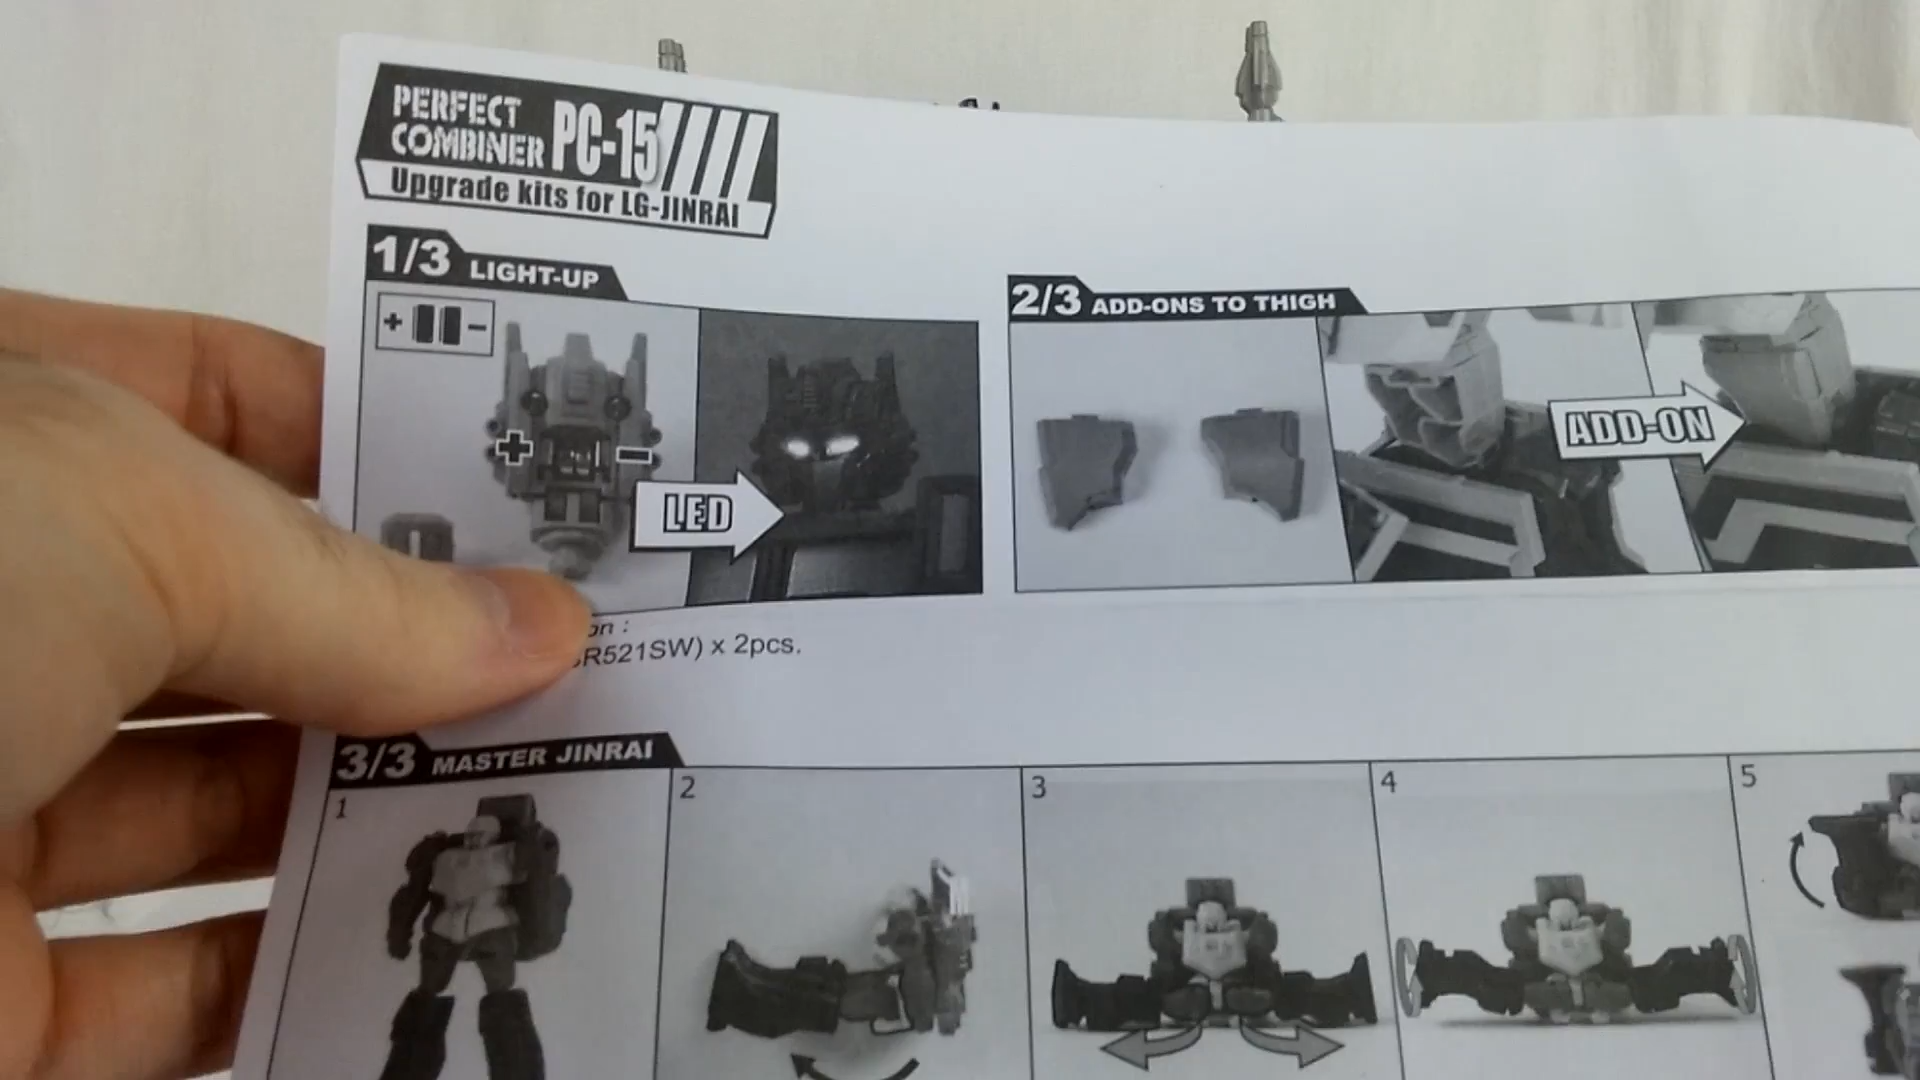 PERFECT
COMBINER PC-15
Upgrade kits for LG-JINRAI
1/3 LIGHT-UP
+ -
+ -
LED
2/3 ADD-ONS TO THIGH
ADD-ON
on :
R521SW) x 2pcs.
3/3 MASTER JINRAI
1
2
3
4
5